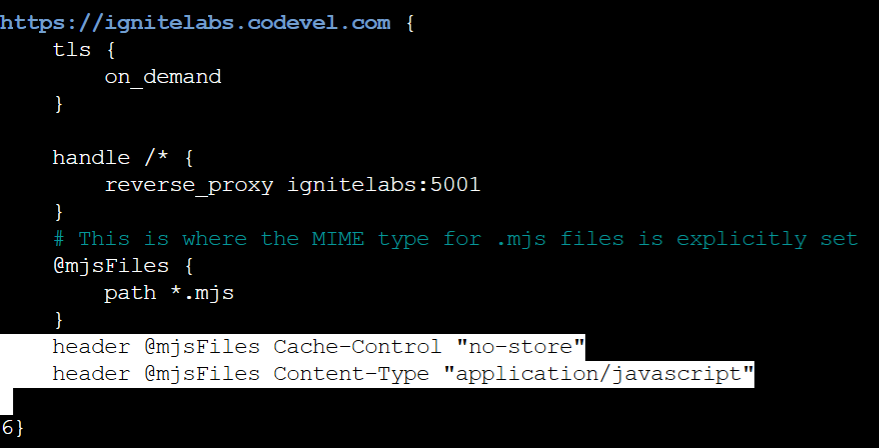 https://ignitelabs.codevel.com {
    tls {
        on_demand
    }
    handle /* {
        reverse_proxy ignitelabs:5001
    }
    # This is where the MIME type for .mjs files is explicitly set
    @mjsFiles {
        path *.mjs
    }
    header @mjsFiles Cache-Control "no-store"
    header @mjsFiles Content-Type "application/javascript"
6}